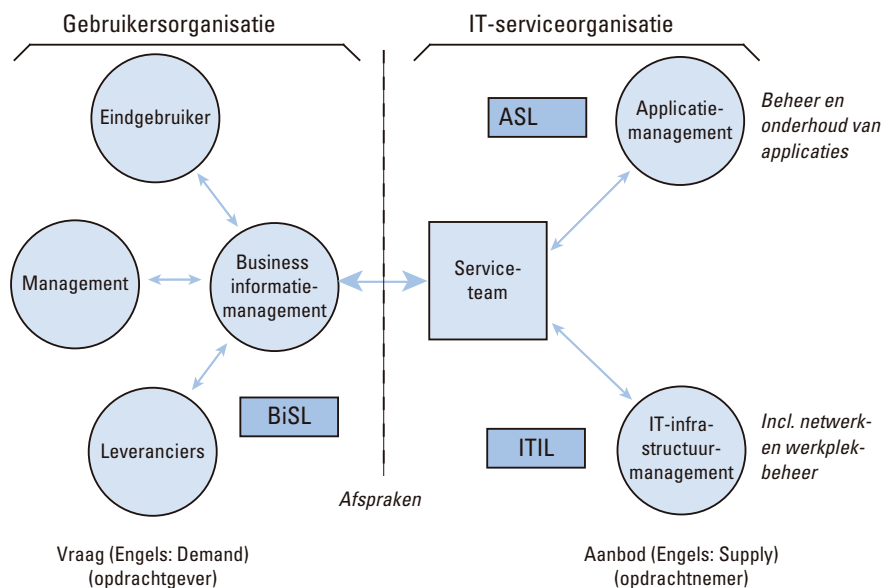 Gebruikersorganisatie
Eindgebruiker
Management
Business
informatie-
management
Leveranciers
BiSL
Vraag (Engels: Demand)
(opdrachtgever)
Afspraken
IT-serviceorganisatie
ASL
Applicatie-
management
Beheer en
onderhoud van
applicaties
Service-
team
ITIL
IT-infra-
structuur-
management
Incl. netwerk-
en werkplek-
beheer
Aanbod (Engels: Supply)
(opdrachtnemer)